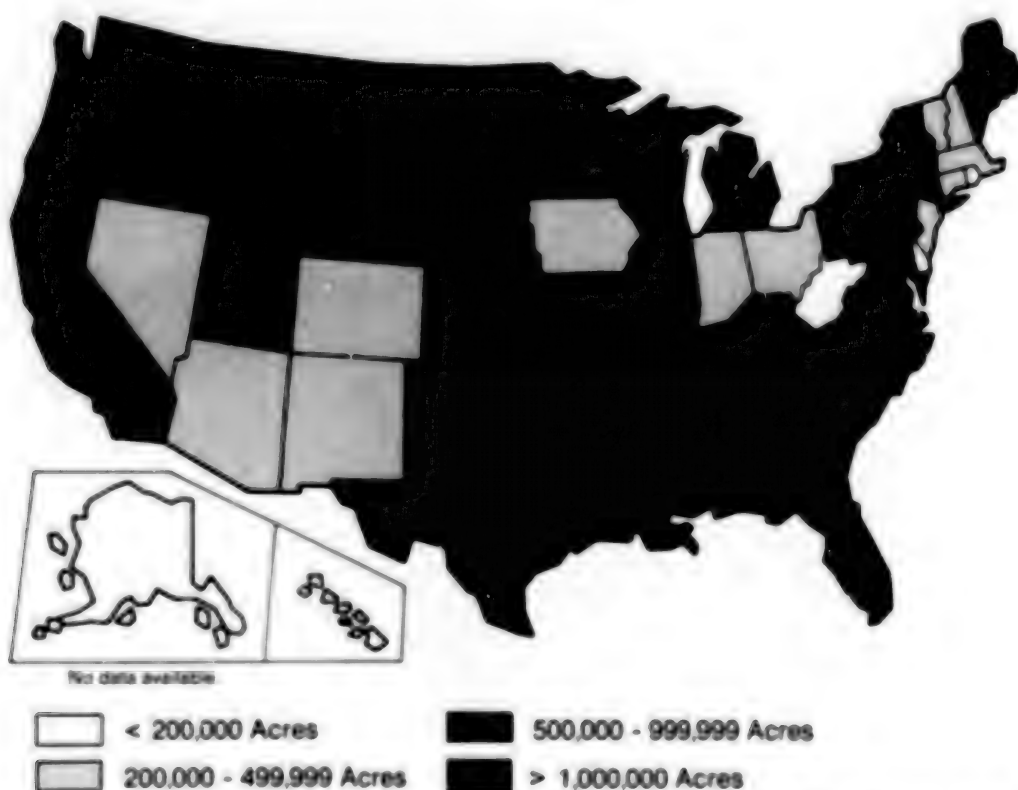 No data available.
< 200,000 Acres
500,000 - 999,999 Acres
200,000 - 499,999 Acres
> 1,000,000 Acres